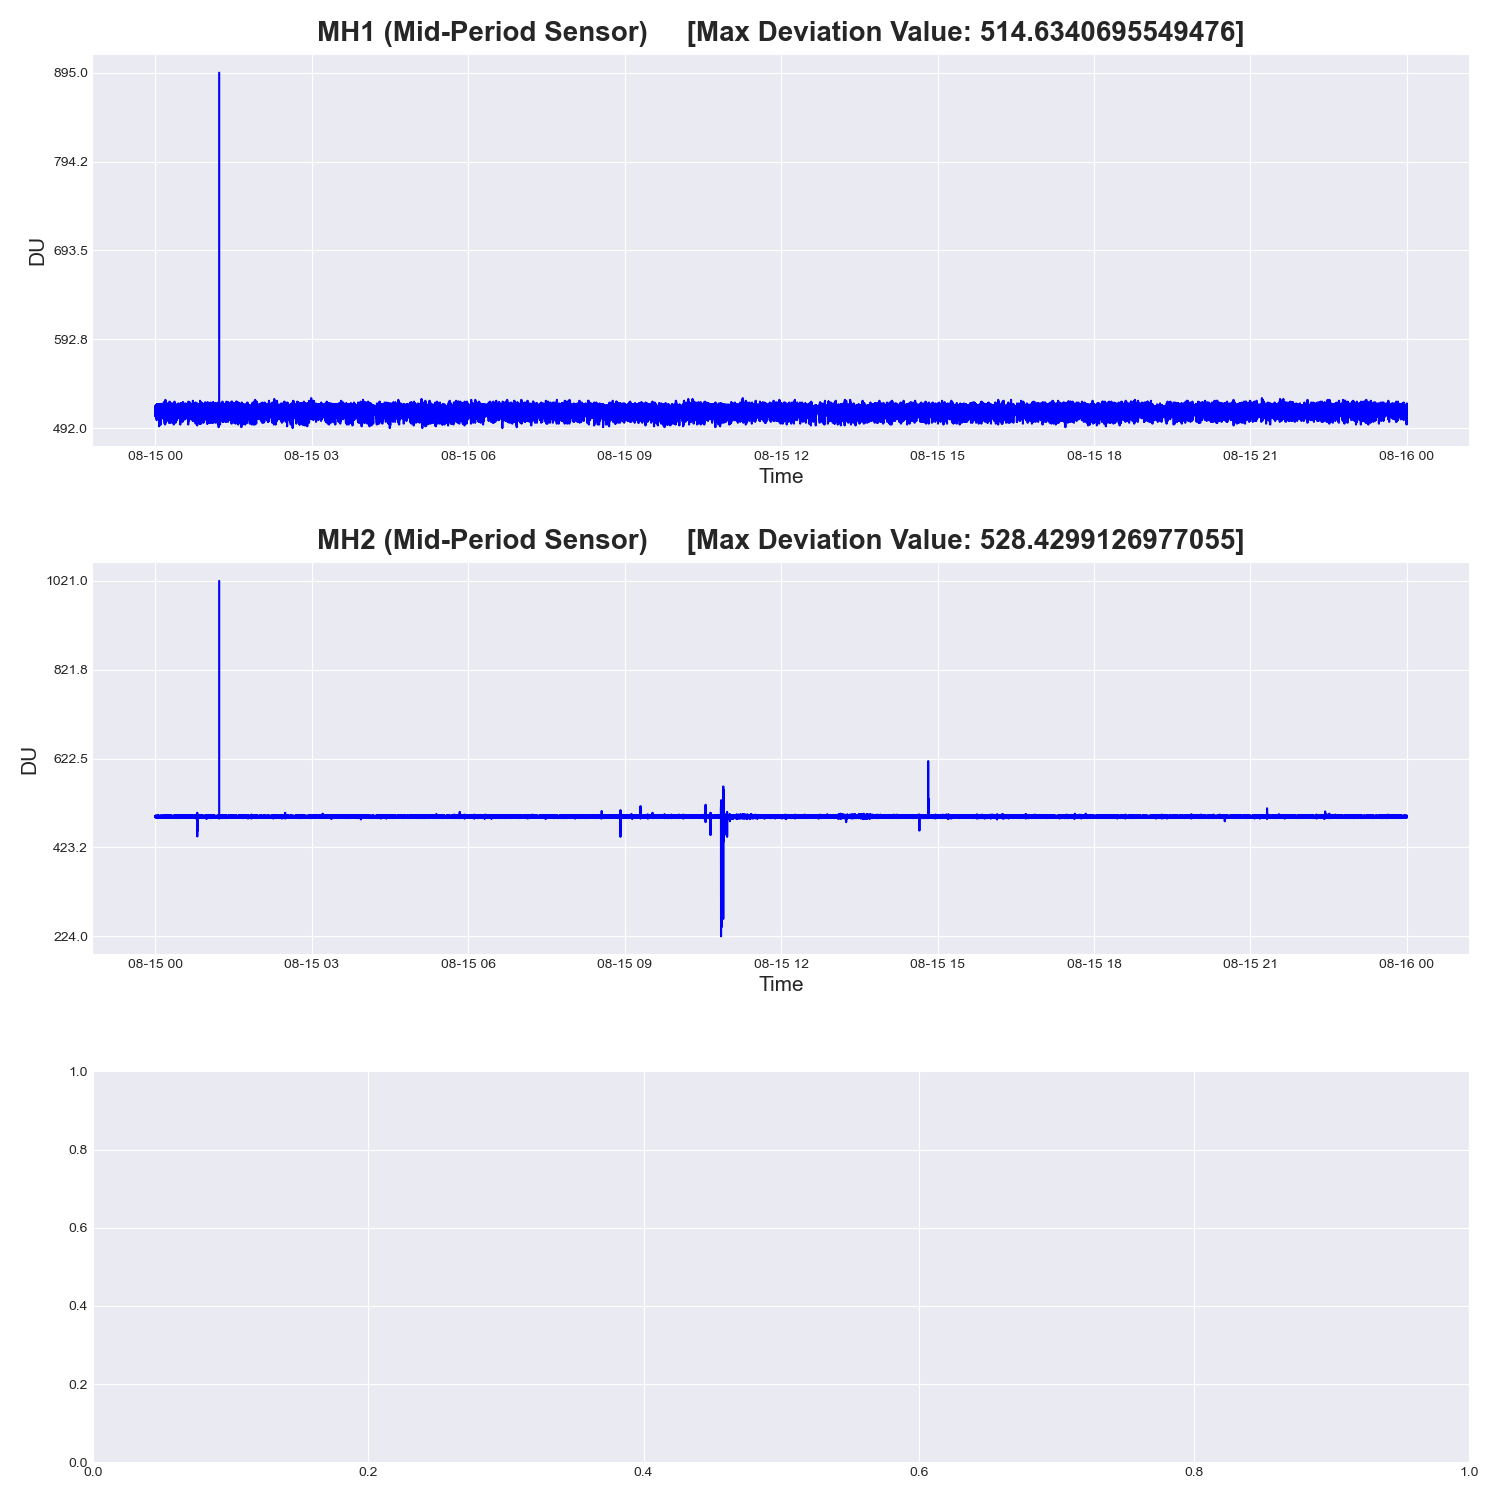 MH1 (Mid-Period Sensor) [Max Deviation Value: 514.6340695549476]
895.0
794.2
693.5
592.8
492.0
DU
08-15 00 08-15 03 08-15 06 08-15 09 08-15 12 08-15 15 08-15 18 08-15 21 08-16 00
Time
MH2 (Mid-Period Sensor) [Max Deviation Value: 528.4299126977055]
1021.0
821.8
622.5
423.2
224.0
DU
08-15 00 08-15 03 08-15 06 08-15 09 08-15 12 08-15 15 08-15 18 08-15 21 08-16 00
Time
1.0
0.8
0.6
0.4
0.2
0.0
0.0 0.2 0.4 0.6 0.8 1.0